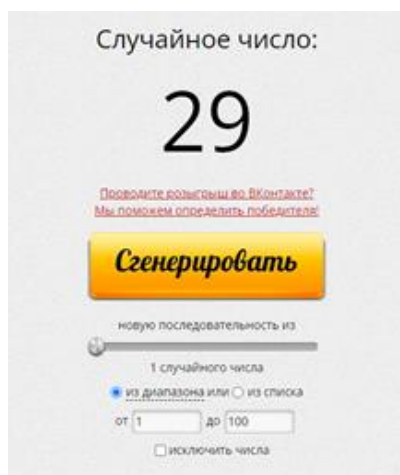 Случайное число:
29
Проводите розыгрыш во ВКонтакте?
Мы поможем определить победителя!
Сгенерировать
новую последовательность из
1 случайного числа
из диапазона или из списка
от 1 до 100
исключить числа